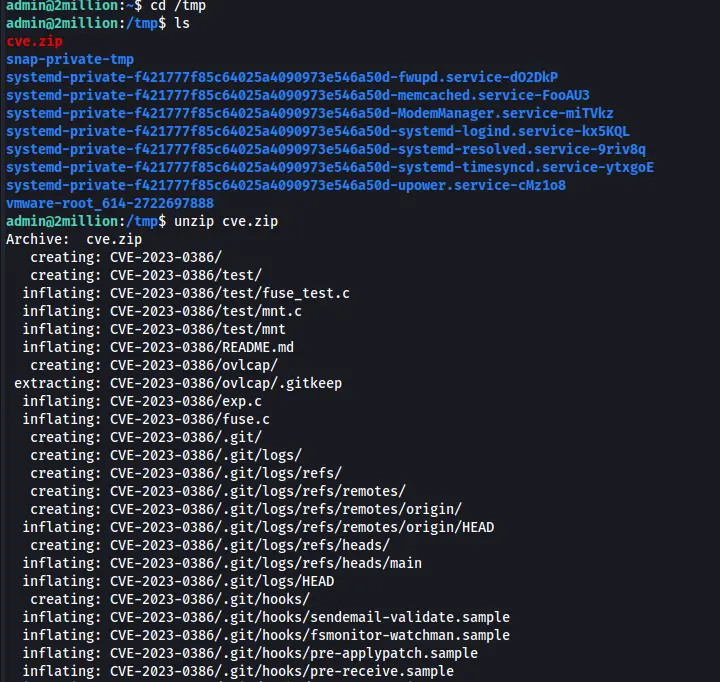 admin@2million:~$ cd /tmp
admin@2million:/tmp$ ls
cve.zip
snap-private-tmp
systemd-private-f421777f85c64025a4090973e546a50d-fwupd.service-dO2DkP
systemd-private-f421777f85c64025a4090973e546a50d-memcached.service-FooAU3
systemd-private-f421777f85c64025a4090973e546a50d-ModemManager.service-miTVkz
systemd-private-f421777f85c64025a4090973e546a50d-systemd-logind.service-kx5KQL
systemd-private-f421777f85c64025a4090973e546a50d-systemd-resolved.service-9riv8q
systemd-private-f421777f85c64025a4090973e546a50d-systemd-timesyncd.service-ytxgoE
systemd-private-f421777f85c64025a4090973e546a50d-upower.service-cMz1o8
vmware-root_614-2722697888
admin@2million:/tmp$ unzip cve.zip
Archive:  cve.zip
   creating: CVE-2023-0386/
   creating: CVE-2023-0386/test/
  inflating: CVE-2023-0386/test/fuse_test.c
  inflating: CVE-2023-0386/test/mnt.c
  inflating: CVE-2023-0386/test/mnt
  inflating: CVE-2023-0386/README.md
   creating: CVE-2023-0386/ovlcap/
 extracting: CVE-2023-0386/ovlcap/.gitkeep
  inflating: CVE-2023-0386/exp.c
  inflating: CVE-2023-0386/fuse.c
   creating: CVE-2023-0386/.git/
   creating: CVE-2023-0386/.git/logs/
   creating: CVE-2023-0386/.git/logs/refs/
   creating: CVE-2023-0386/.git/logs/refs/remotes/
   creating: CVE-2023-0386/.git/logs/refs/remotes/origin/
  inflating: CVE-2023-0386/.git/logs/refs/remotes/origin/HEAD
   creating: CVE-2023-0386/.git/logs/refs/heads/
  inflating: CVE-2023-0386/.git/logs/refs/heads/main
  inflating: CVE-2023-0386/.git/logs/HEAD
   creating: CVE-2023-0386/.git/hooks/
  inflating: CVE-2023-0386/.git/hooks/sendemail-validate.sample
  inflating: CVE-2023-0386/.git/hooks/fsmonitor-watchman.sample
  inflating: CVE-2023-0386/.git/hooks/pre-applypatch.sample
  inflating: CVE-2023-0386/.git/hooks/pre-receive.sample